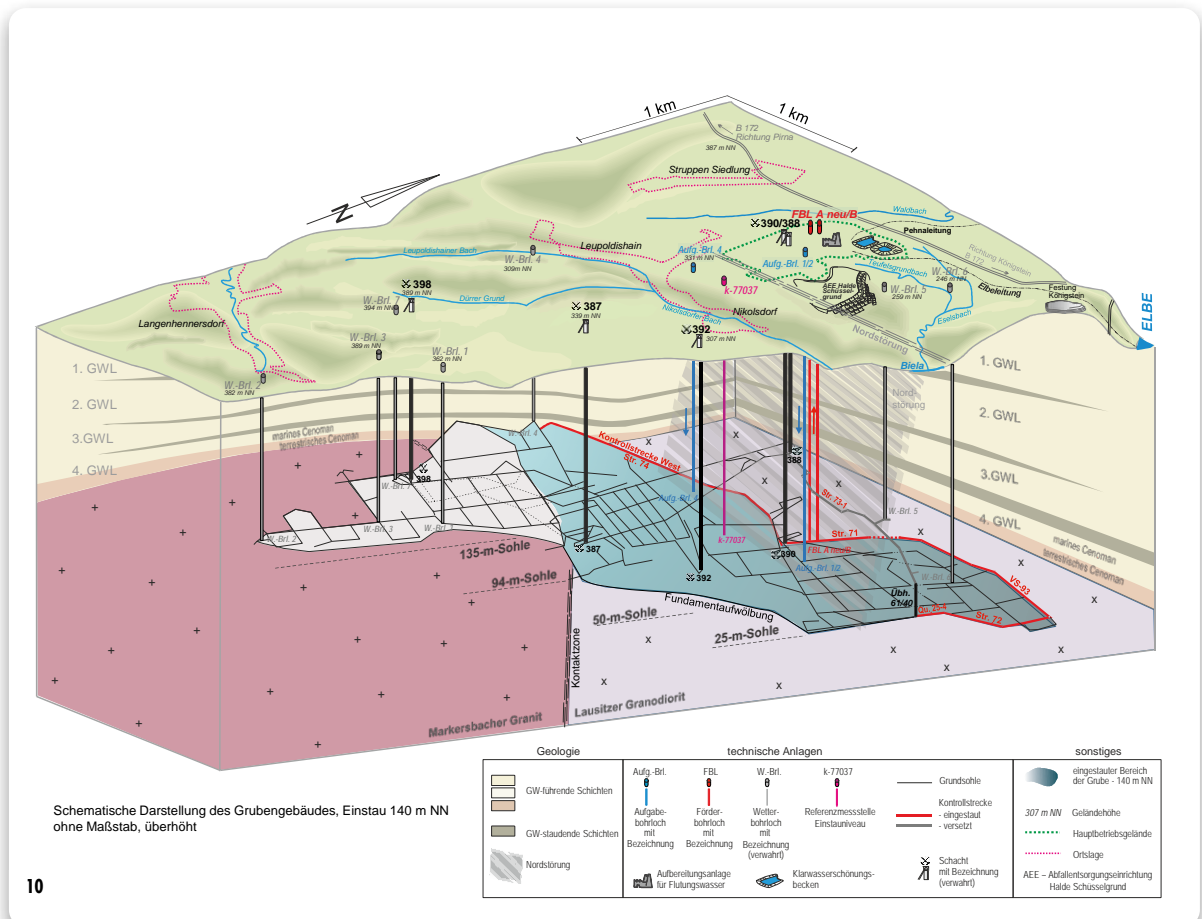 1 km
1 km
B 172
Richtung Pirna
387 m NN
Struppen Siedlung
N
Waldbach
FBL A neu/B
390/388
Pehnaleitung
Leupoldishain
Leupoldishainer Bach
W.-Brl. 4
309m NN
Aufg.-Brl. 4
331 m NN
Aufg.-Brl. 1/2
Richtung Königstein
B 172
Teufelsgrundbach
W.-Brl. 6
246 m NN
k-77037
AEE Halde
Schüssel-
grund
W.-Brl. 5
259 m NN
Elbeleitung
Festung
Königstein
ELBE
398
389 m NN
W.-Brl. 7
394 m NN
Dürrer Grund
387
339 m NN
Nikolsdorfer Bach
Nikolsdorf
Eselsbach
Langenhennersdorf
392
307 m NN
Nordstörung
W.-Brl. 3
389 m NN
W.-Brl. 1
362 m NN
W.-Brl. 2
382 m NN
Biela
1. GWL
2. GWL
3.GWL
4. GWL
marines Cenoman
terrestrisches Cenoman
Nord-
störung
1. GWL
2. GWL
3.GWL
4. GWL
marines Cenoman
terrestrisches Cenoman
W.-Brl. 4
Kontrollstrecke West
Str. 74
x
388
398
Aufg.-Brl. 4
Str. 73-1
W.-Brl. 5
W.-Brl. 3
W.-Brl. 2
k-77037
Str. 71
135-m-Sohle
387
390
FBL A neu/B
Aufg.-Brl. 1/2
94-m-Sohle
392
Übh.
61/40
VS-93
Fundamentaufwölbung
Qu. 25-4
Str. 72
50-m-Sohle
25-m-Sohle
Kontaktzone
Markersbacher Granit
Lausitzer Granodiorit
Schematische Darstellung des Grubengebäudes, Einstau 140 m NN
ohne Maßstab, überhöht
10
Geologie
GW-führende Schichten
GW-staudende Schichten
Nordstörung
technische Anlagen
Aufg.-Brl.
Aufgabe-
bohrloch
mit
Bezeichnung
FBL
Förder-
bohrloch
mit
Bezeichnung
W.-Brl.
Wetter-
bohrloch
mit
Bezeichnung
(verwahrt)
k-77037
Referenzmessstelle
Einstauniveau
Grundsohle
Kontrollstrecke
- eingestaut
- versetzt
Aufbereitungsanlage
für Flutungswasser
Klarwasserschönungs-
becken
Schacht
mit Bezeichnung
(verwahrt)
sonstiges
eingestauter Bereich
der Grube - 140 m NN
307 m NN Geländehöhe
Hauptbetriebsgelände
Ortslage
AEE – Abfallentsorgungseinrichtung
Halde Schüsselgrund